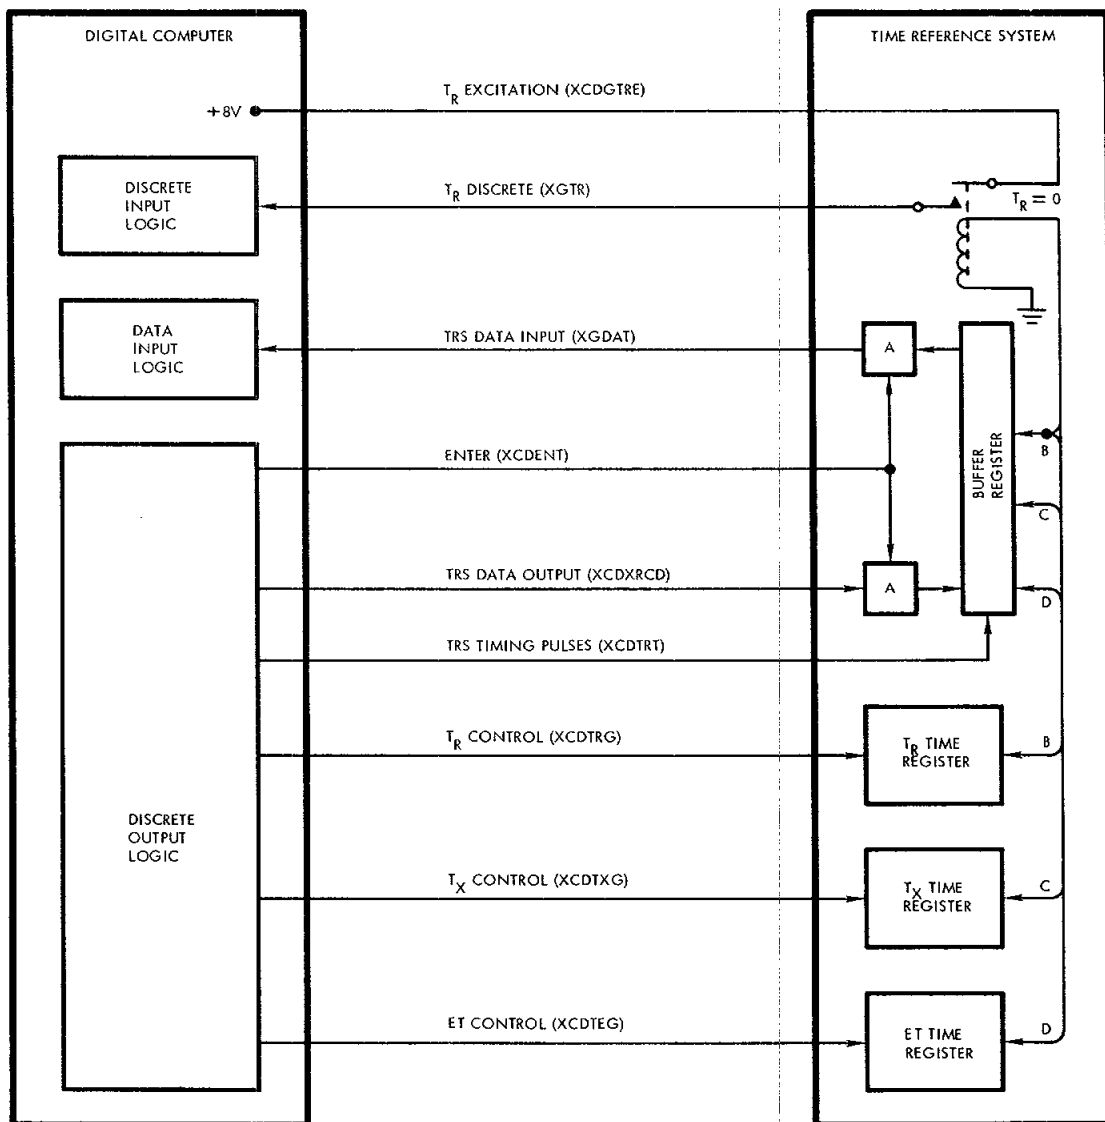 DIGITAL COMPUTER
TIME REFERENCE SYSTEM
T_R EXCITATION (XCDGTRE)
+8V
DISCRETE
INPUT
LOGIC
T_R DISCRETE (XGTR)
T_R = 0
DATA
INPUT
LOGIC
TRS DATA INPUT (XGDAT)
A
BUFFER
REGISTER
B
ENTER (XCDENT)
C
TRS DATA OUTPUT (XCDXRCD)
A
D
TRS TIMING PULSES (XCDTRT)
T_R CONTROL (XCDTRG)
T_R TIME
REGISTER
B
DISCRETE
OUTPUT
LOGIC
T_X CONTROL (XCDTXG)
T_X TIME
REGISTER
C
ET CONTROL (XCDTEG)
ET TIME
REGISTER
D